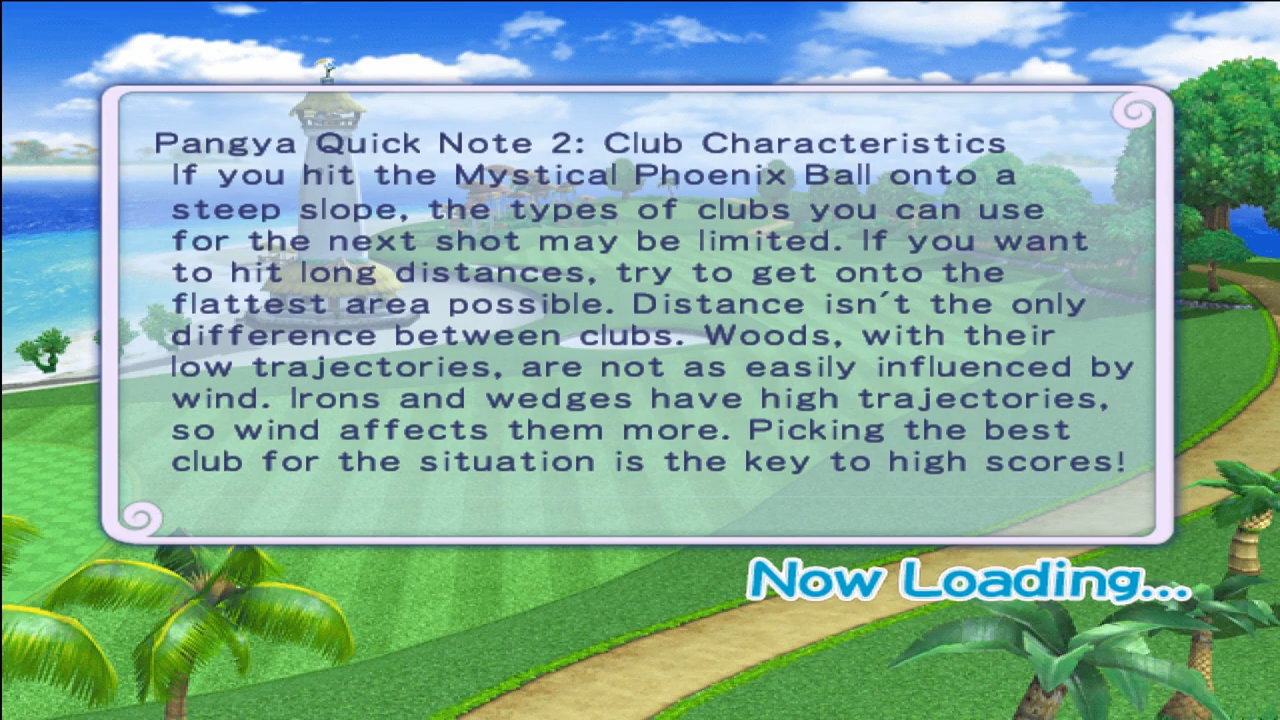 Pangya Quick Note 2: Club Characteristics
If you hit the Mystical Phoenix Ball onto a
steep slope, the types of clubs you can use
for the next shot may be limited. If you want
to hit long distances, try to get onto the
flattest area possible. Distance isn´t the only
difference between clubs. Woods, with their
low trajectories, are not as easily influenced by
wind. Irons and wedges have high trajectories,
so wind affects them more. Picking the best
club for the situation is the key to high scores!
Now Loading...